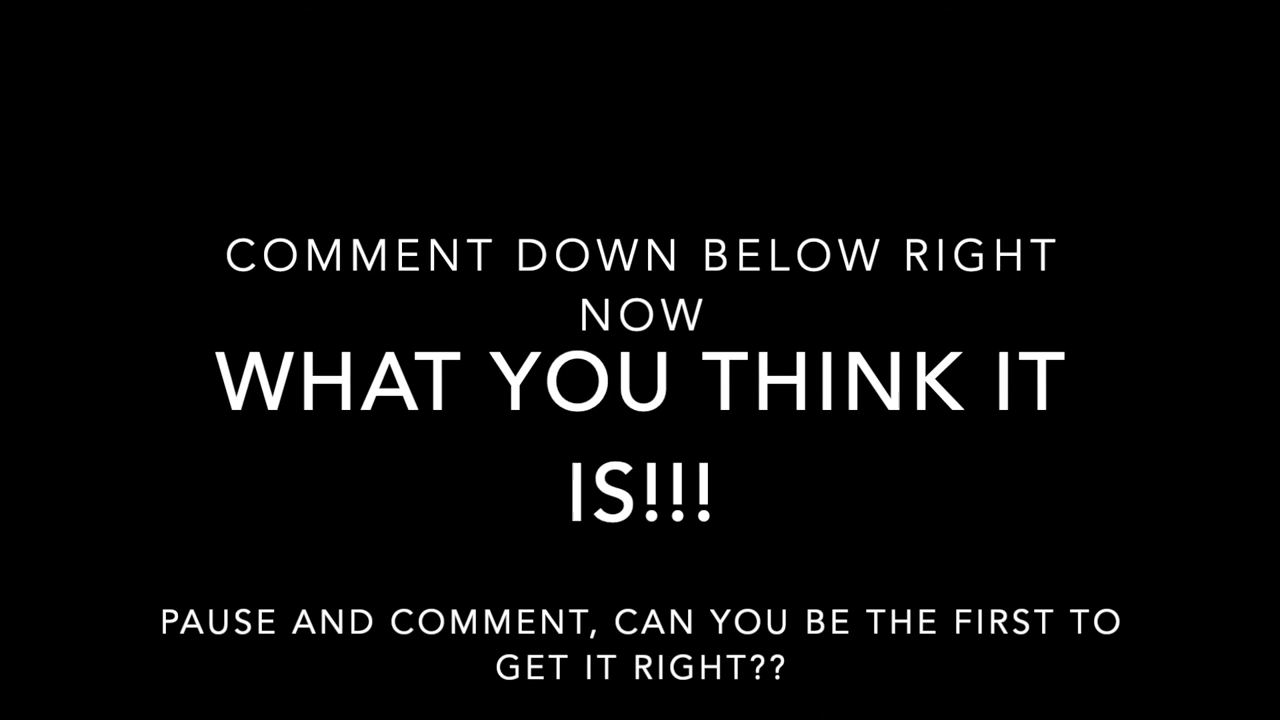 COMMENT DOWN BELOW RIGHT
NOW
WHAT YOU THINK IT
IS!!!
PAUSE AND COMMENT, CAN YOU BE THE FIRST TO
GET IT RIGHT??